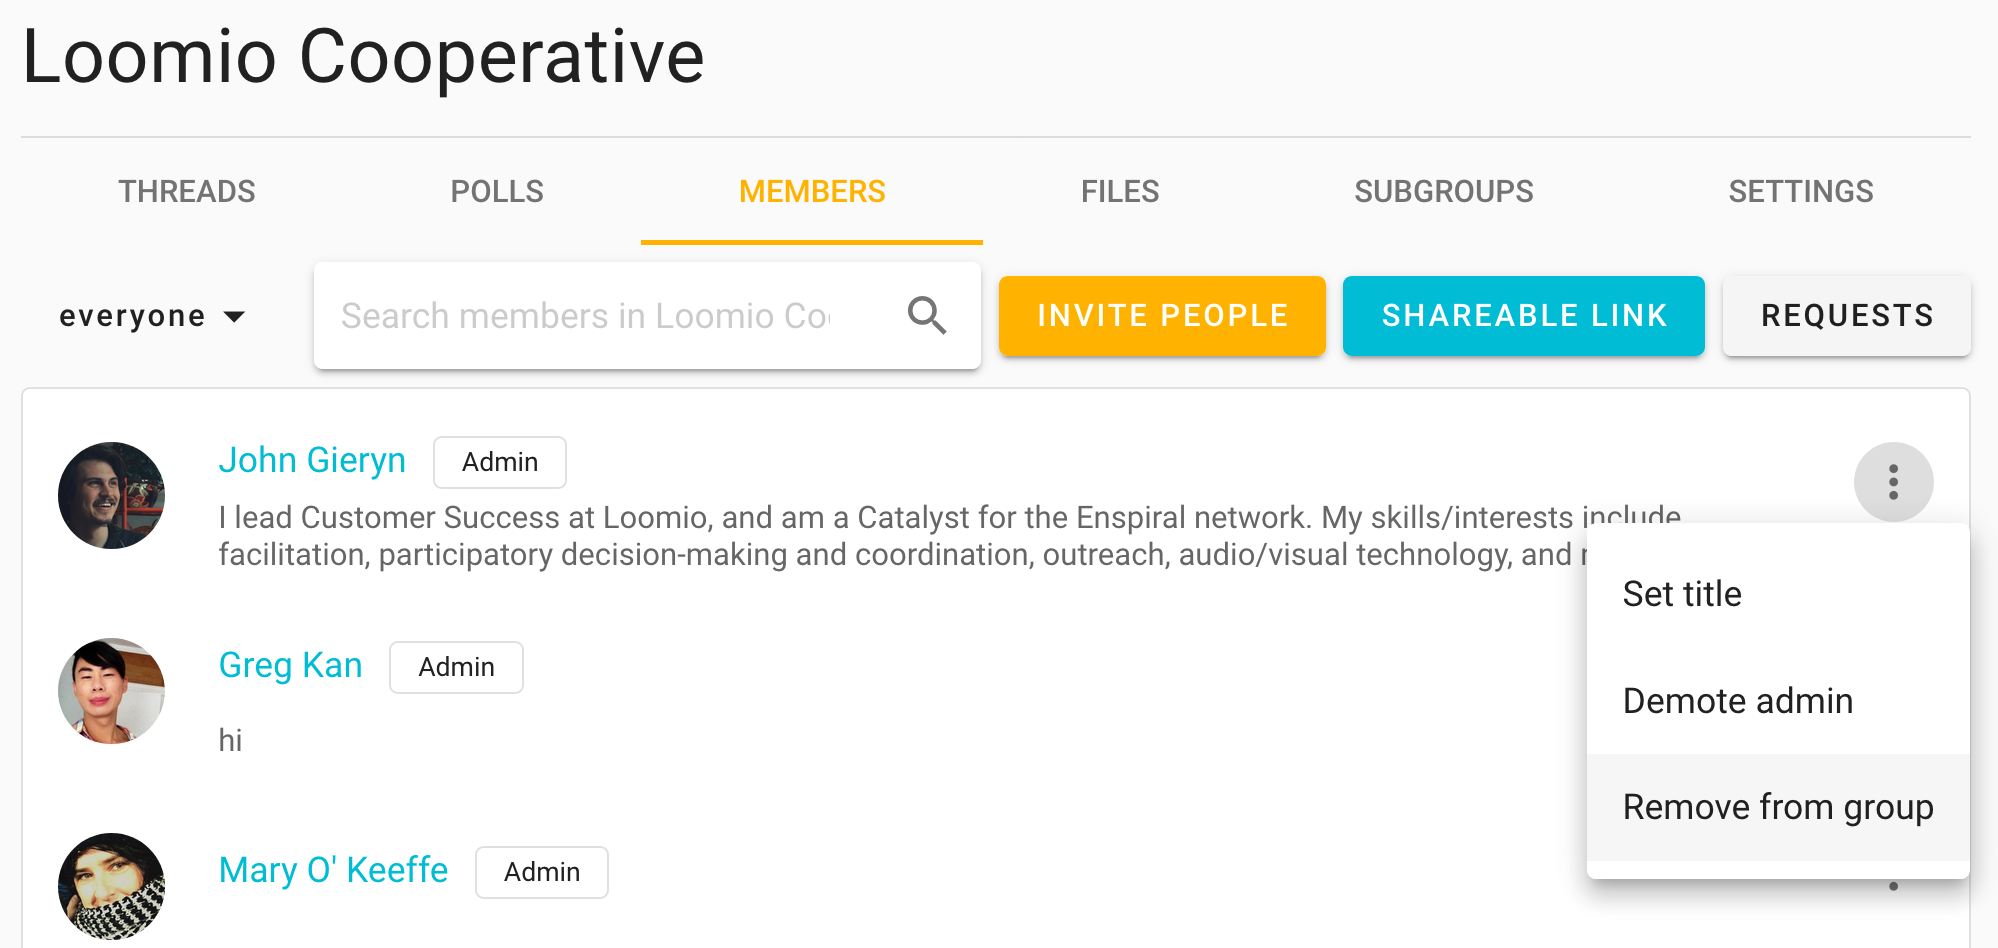 Loomio Cooperative
THREADS POLLS MEMBERS FILES SUBGROUPS SETTINGS
everyone Search members in Loomio Co INVITE PEOPLE SHAREABLE LINK REQUESTS
John Gieryn Admin
I lead Customer Success at Loomio, and am a Catalyst for the Enspiral network. My skills/interests include
facilitation, participatory decision-making and coordination, outreach, audio/visual technology, and
Set title
Greg Kan Admin
Demote admin
hi
Remove from group
Mary O' Keeffe Admin